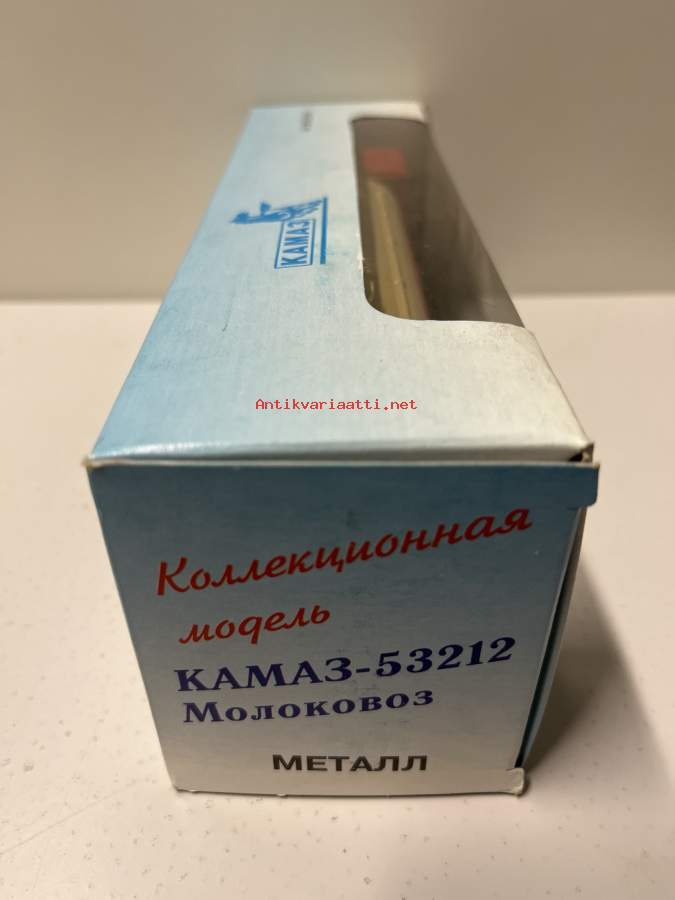 КАМАЗ
Antikvariaatti.net
Коллекционная
модель
КАМАЗ-53212
Молоковоз
МЕТАЛЛ